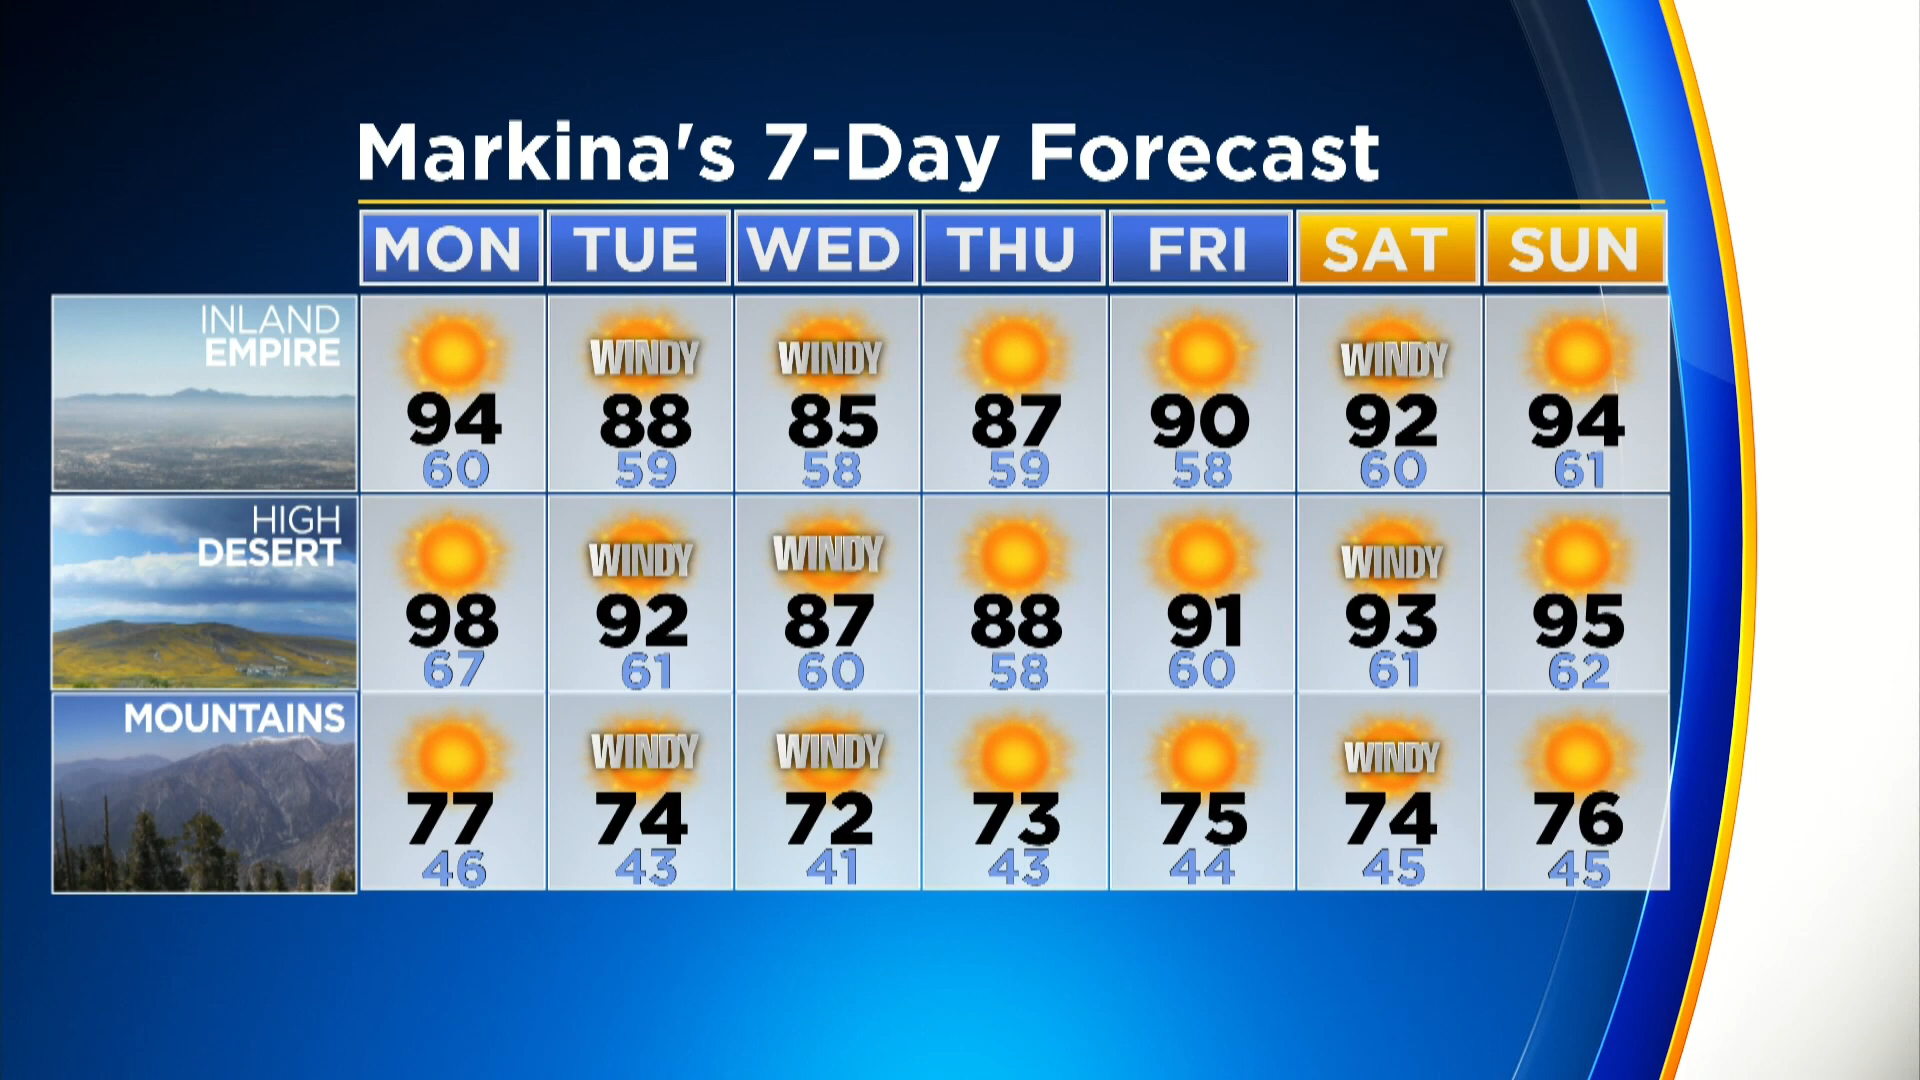 Markina's 7-Day Forecast
MON TUE WED THU FRI SAT SUN
INLAND
EMPIRE
WINDY WINDY WINDY
94 88 85 87 90 92 94
60 59 58 59 58 60 61
HIGH
DESERT
WINDY WINDY WINDY
98 92 87 88 91 93 95
67 61 60 58 60 61 62
MOUNTAINS
WINDY WINDY WINDY
77 74 72 73 75 74 76
46 43 41 43 44 45 45